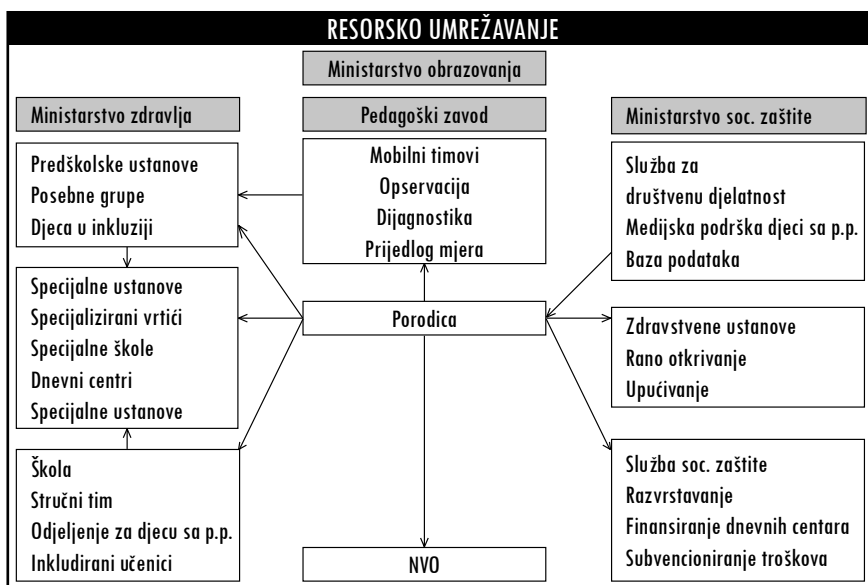 RESORSKO UMREŽAVANJE
Ministarstvo obrazovanja
Ministarstvo zdravlja
Pedagoški zavod
Ministarstvo soc. zaštite
Predškolske ustanove
Posebne grupe
Djeca u inkluziji
Mobilni timovi
Opservacija
Dijagnostika
Prijedlog mjera
Služba za
društvenu djelatnost
Medijska podrška djeci sa p.p.
Baza podataka
Specijalne ustanove
Specijalizirani vrtići
Specijalne škole
Dnevni centri
Specijalne ustanove
Porodica
Zdravstvene ustanove
Rano otkrivanje
Upućivanje
Škola
Stručni tim
Odjeljenje za djecu sa p.p.
Inkludirani učenici
NVO
Služba soc. zaštite
Razvrstavanje
Finansiranje dnevnih centara
Subvencioniranje troškova